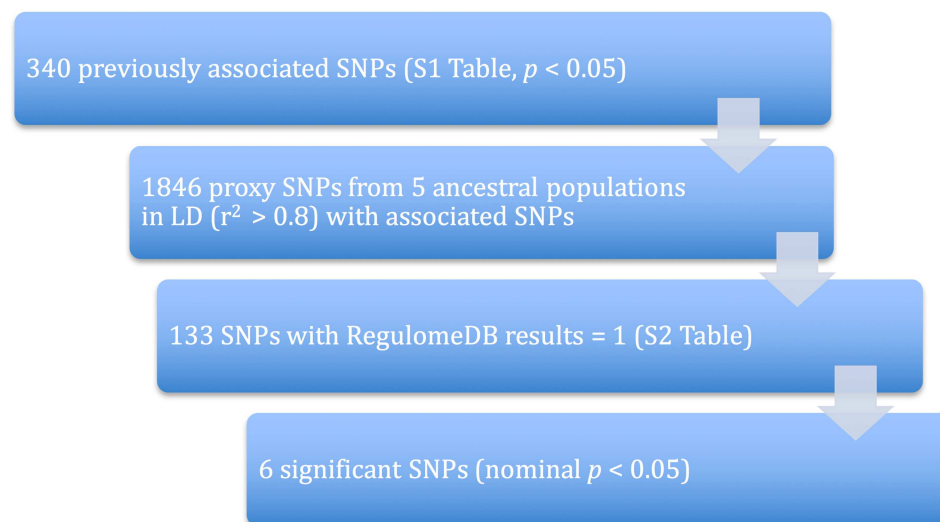 340 previously associated SNPs (S1 Table, p < 0.05)
1846 proxy SNPs from 5 ancestral populations
in LD (r² > 0.8) with associated SNPs
133 SNPs with RegulomeDB results = 1 (S2 Table)
6 significant SNPs (nominal p < 0.05)